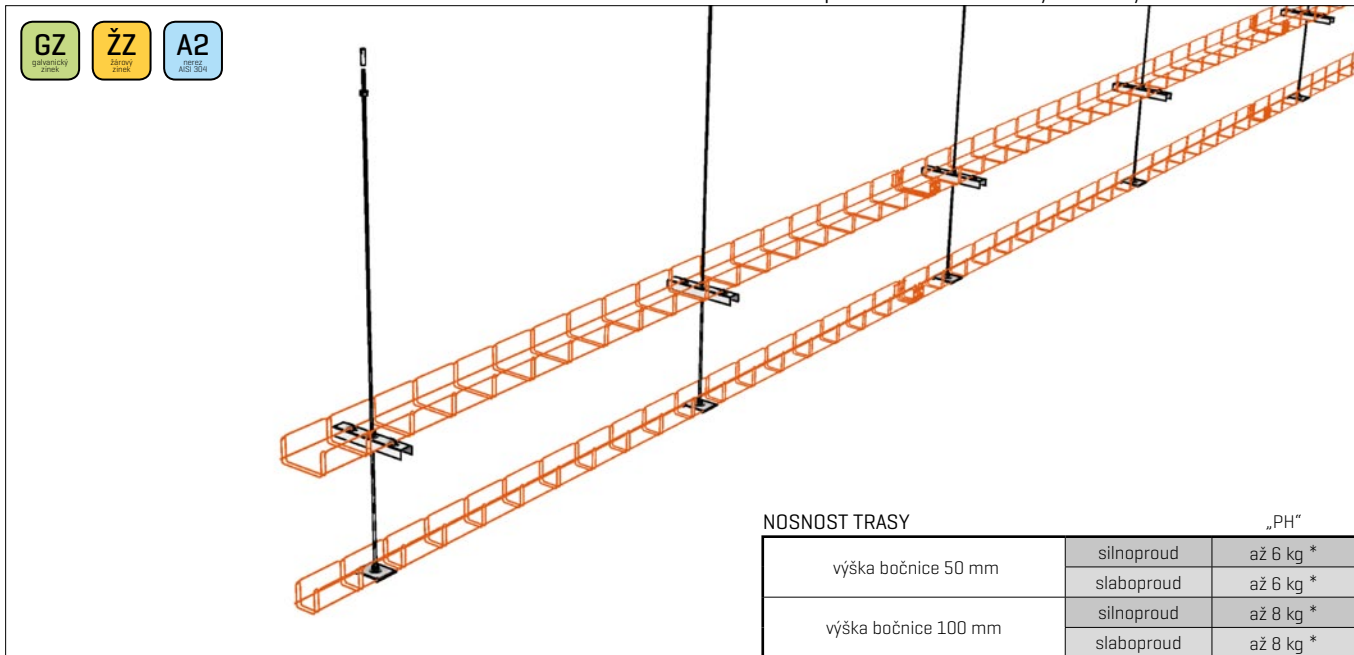 GZ
galvanický
zinek
ŽZ
žárový
zinek
A2
nerez
AISI 304
NOSNOST TRASY „PH“
výška bočnice 50 mm silnoproud až 6 kg *
slaboproud až 6 kg *
výška bočnice 100 mm silnoproud až 8 kg *
slaboproud až 8 kg *